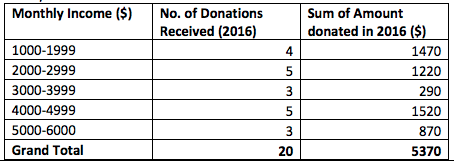 Monthly Income ($) No. of Donations Sum of Amount
Received (2016) donated in 2016 ($)
1000-1999 4 1470
2000-2999 5 1220
3000-3999 3 290
4000-4999 5 1520
5000-6000 3 870
Grand Total 20 5370